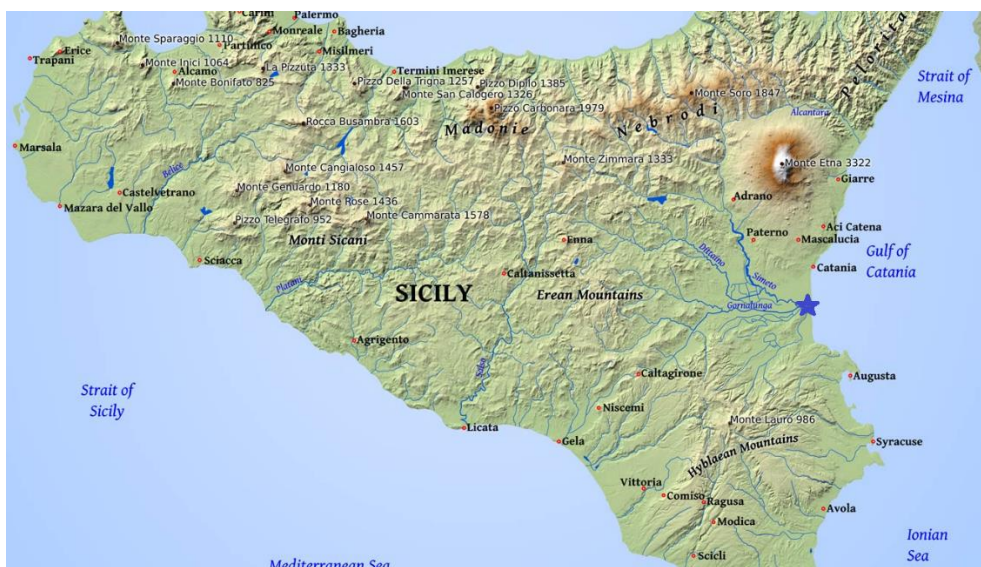 Carini
Palermo
Monreale
Bagheria
Monte Sparaggio 1110
Erice
Partinico
Misilmeri
Trapani
Monte Inici 1064
La Pizzuta 1333
Alcamo
Termini Imerese
Monte Bonifato 825
Pizzo Della Trigna 1257
Pizzo Dipilo 1385
Monte San Calogero 1326
Pizzo Carbonara 1979
Monte Soro 1847
Peloritani
Strait of
Mesina
Rocca Busambra 1603
Madonie
Nebrodi
Alcantara
Marsala
Belice
Monte Cangialoso 1457
Monte Zimmara 1333
Monte Etna 3322
Giarre
Castelvetrano
Monte Genuardo 1180
Monte Rose 1436
Adrano
Mazara del Vallo
Pizzo Telegrafo 952
Monte Cammarata 1578
Aci Catena
Monti Sicani
Enna
Paterno
Mascalucia
Gulf of
Catania
Sciacca
Caltanissetta
Dittaino
Simeto
Catania
Platani
SICILY
Erean Mountains
Gornalunga
Agrigento
Salso
Caltagirone
Augusta
Strait of
Sicily
Niscemi
Licata
Monte Lauro 986
Gela
Hyblaean Mountains
Syracuse
Vittoria
Comiso
Ragusa
Avola
Modica
Ionian
Sea
Scicli
Mediterranean Sea